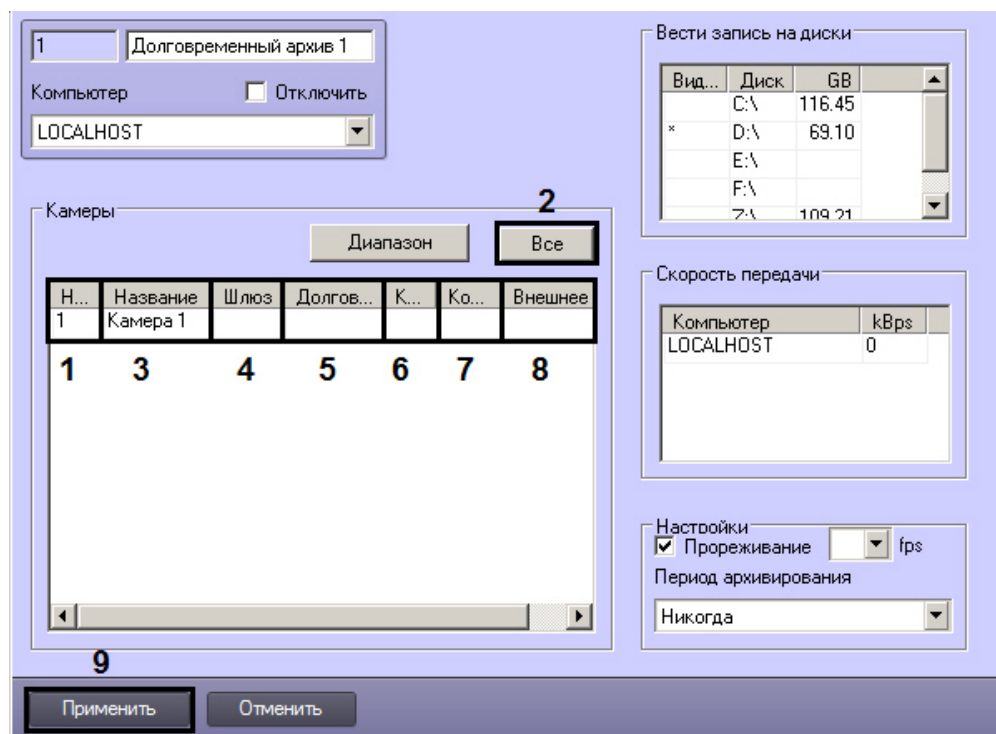 1 Долговременный архив 1
Компьютер Отключить
LOCALHOST
Вести запись на диски
Вид... Диск GB
C:\ 116.45
* D:\ 69.10
E:\
F:\
Z:\ 109.21
Камеры
2
Диапазон Все
Н... Название Шлюз Долгов... К... Ко... Внешнее
1 Камера 1
1 3 4 5 6 7 8
Скорость передачи
Компьютер kBps
LOCALHOST 0
Настройки
Прореживание fps
Период архивирования
Никогда
9
Применить Отменить